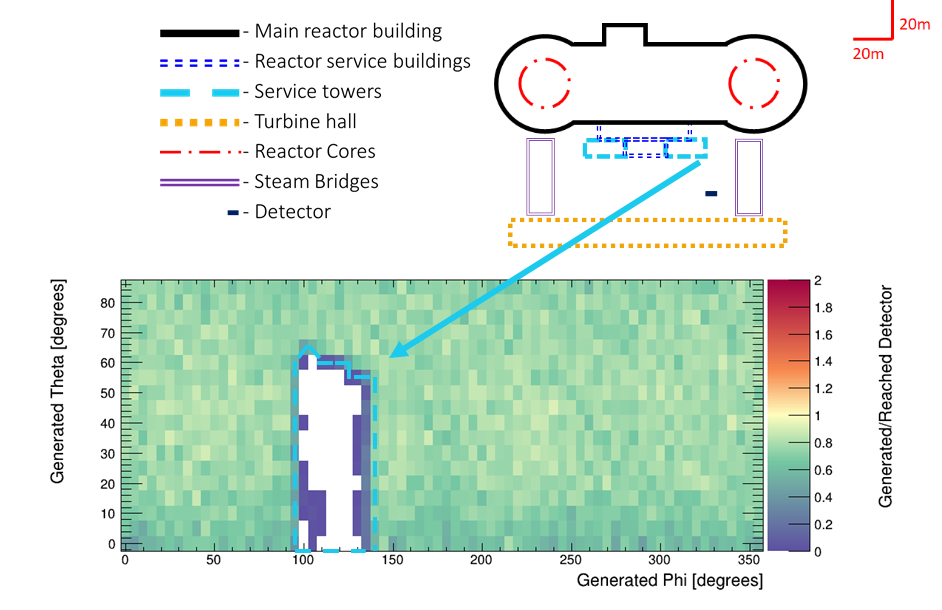 - Main reactor building
- Reactor service buildings
- Service towers
- Turbine hall
- Reactor Cores
- Steam Bridges
- Detector
20m
20m
Generated Theta [degrees]
80
70
60
50
40
30
20
10
0
0
50
100
150
200
250
300
350
Generated Phi [degrees]
2
1.8
1.6
1.4
1.2
1
0.8
0.6
0.4
0.2
0
Generated/Reached Detector